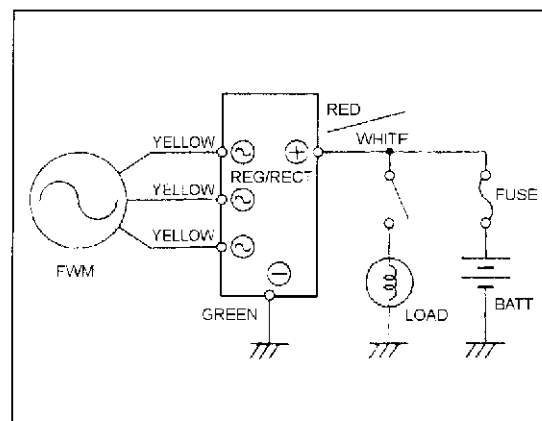 RED
YELLOW
WHITE
REG/RECT
YELLOW
FUSE
YELLOW
FWM
BATT
GREEN
LOAD